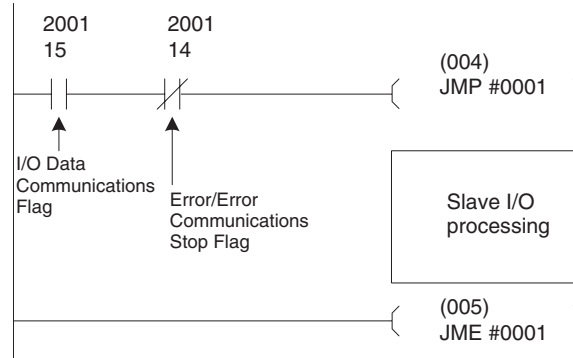 2001
15
2001
14
(004)
JMP #0001
I/O Data
Communications
Flag
Error/Error
Communications
Stop Flag
Slave I/O
processing
(005)
JME #0001